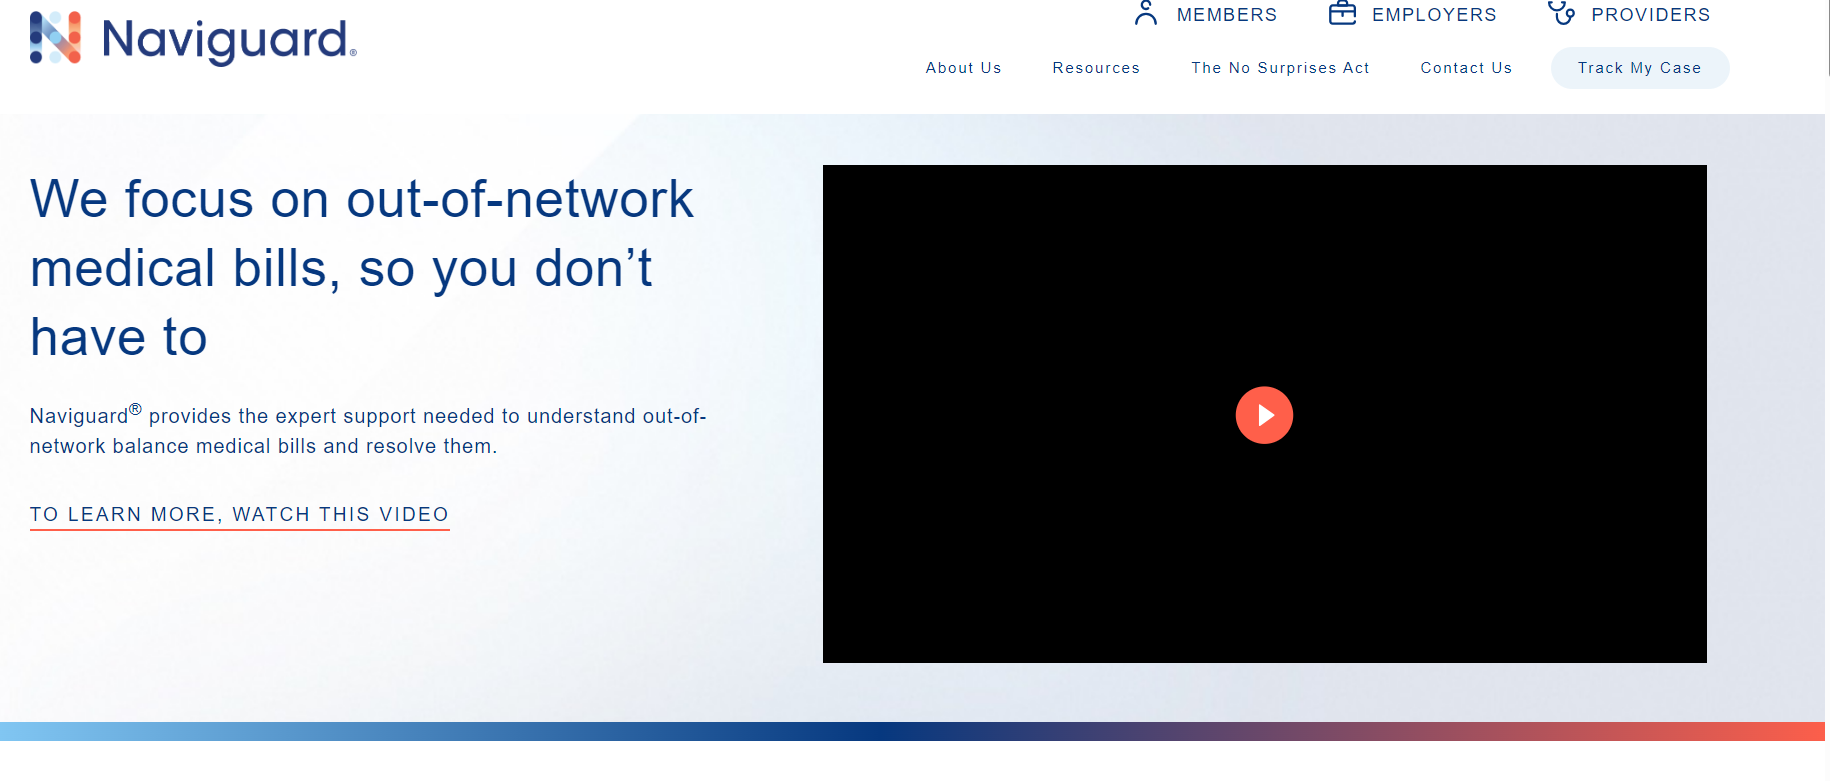 Naviguard®
MEMBERS
EMPLOYERS
PROVIDERS
About Us
Resources
The No Surprises Act
Contact Us
Track My Case
We focus on out-of-network
medical bills, so you don’t
have to
Naviguard® provides the expert support needed to understand out-of-
network balance medical bills and resolve them.
TO LEARN MORE, WATCH THIS VIDEO